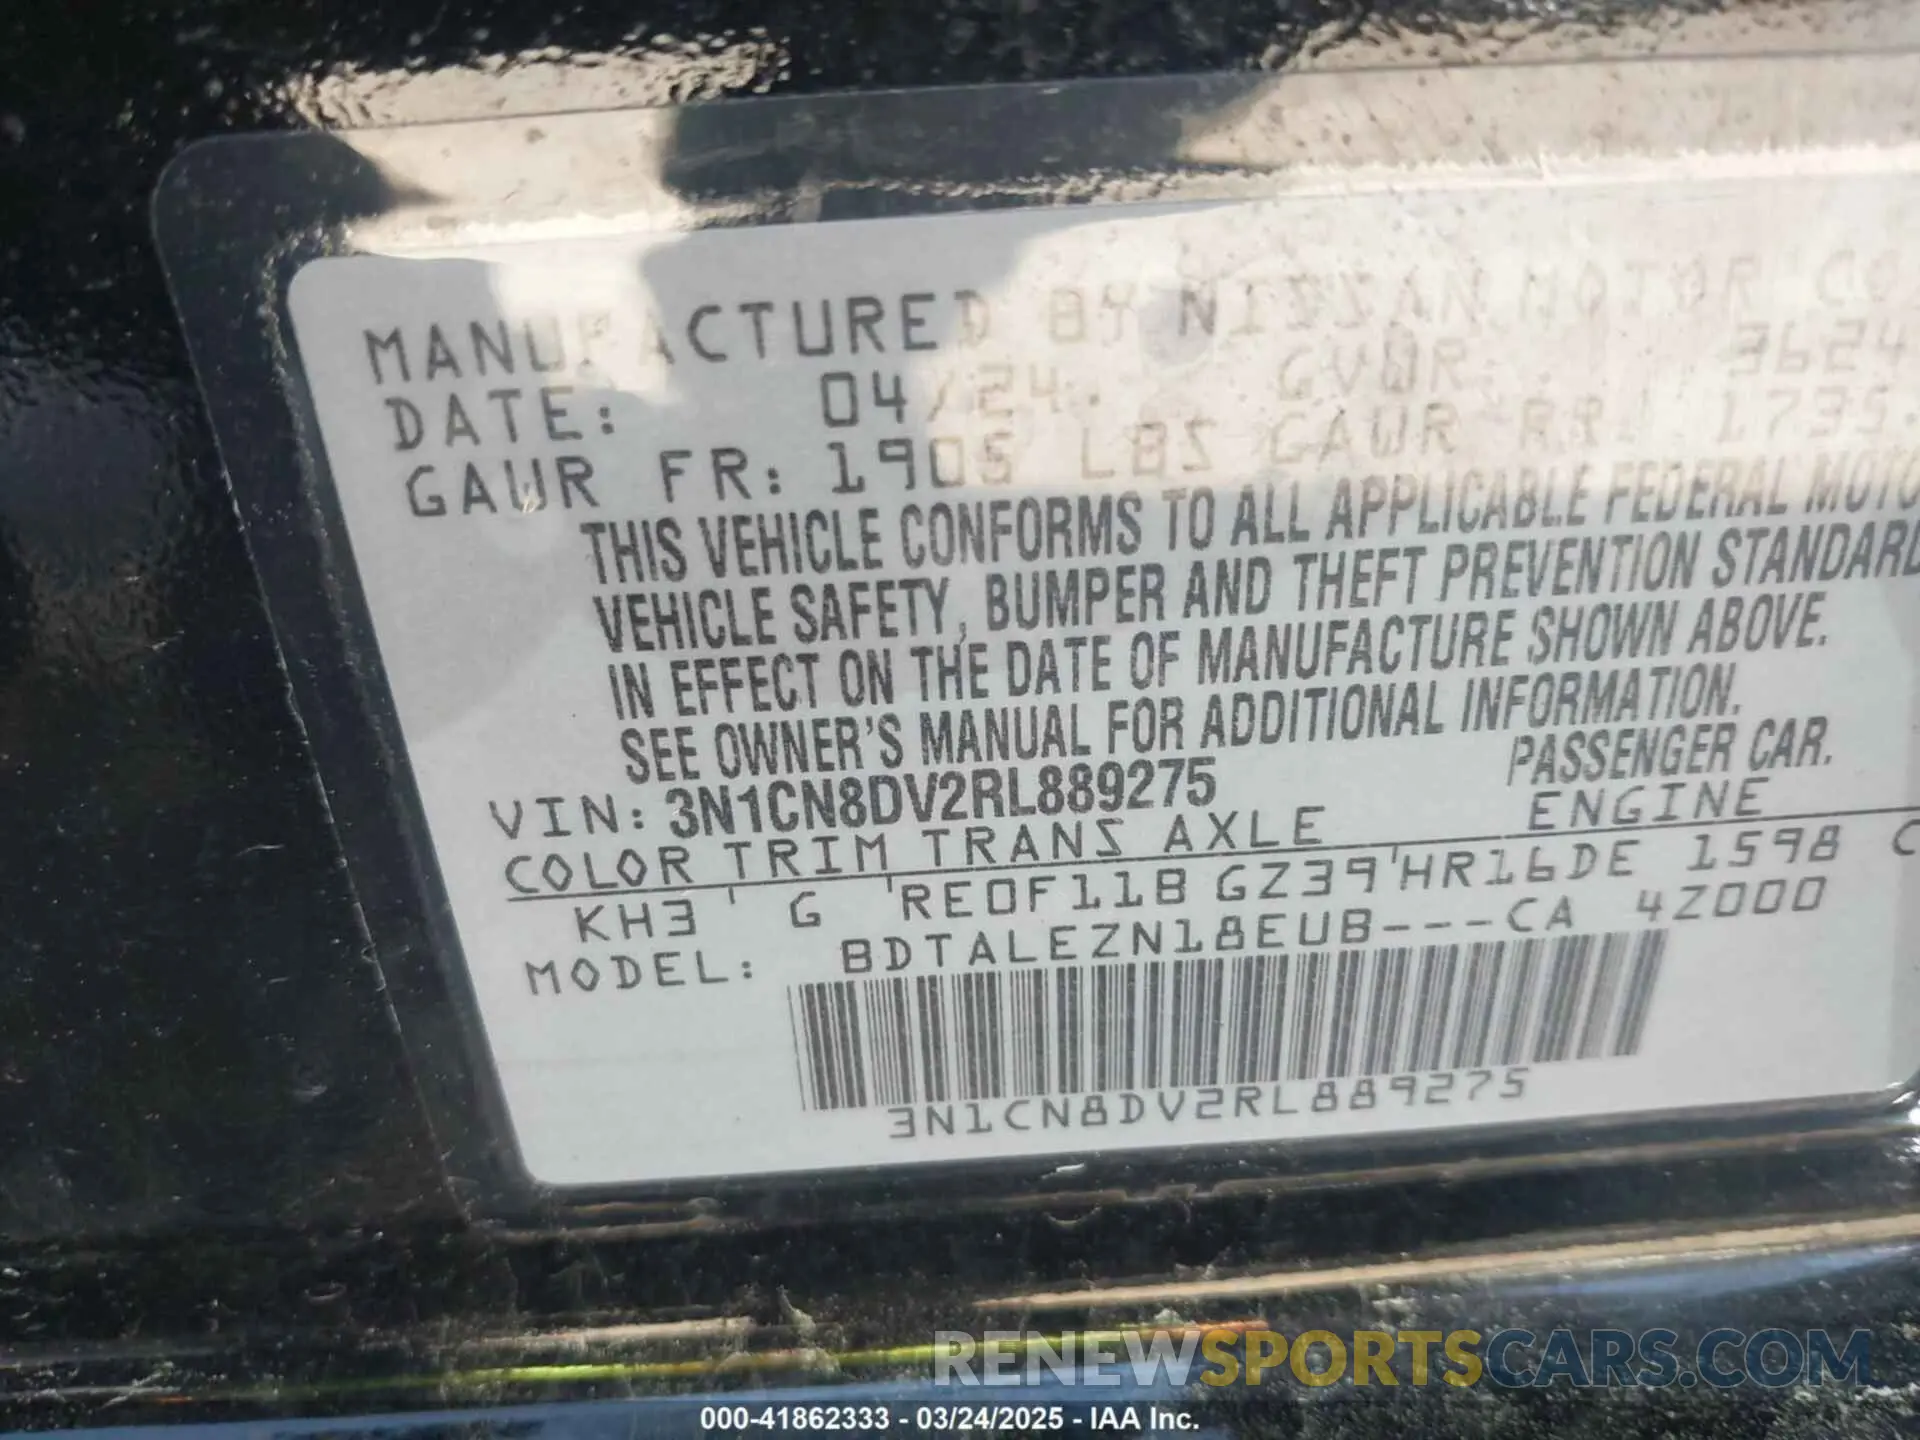 MANUFACTURED BY NISSAN MOTOR CO
DATE: 04/24 GVWR 3624
GAWR FR: 1905 LBS GAWR RR: 1735
THIS VEHICLE CONFORMS TO ALL APPLICABLE FEDERAL MOTO
VEHICLE SAFETY, BUMPER AND THEFT PREVENTION STANDARD
IN EFFECT ON THE DATE OF MANUFACTURE SHOWN ABOVE.
SEE OWNER'S MANUAL FOR ADDITIONAL INFORMATION.
VIN: 3N1CN8DV2RL889275 PASSENGER CAR.
COLOR TRIM TRANS AXLE ENGINE
KH3 ' G ' RE0F11B GZ39 ' HR16DE 1598 C
MODEL: BDTALEZN18EUB---CA 4Z000
3N1CN8DV2RL889275
RENEWSPORTSCARS.COM
000-41862333 - 03/24/2025 - IAA Inc.